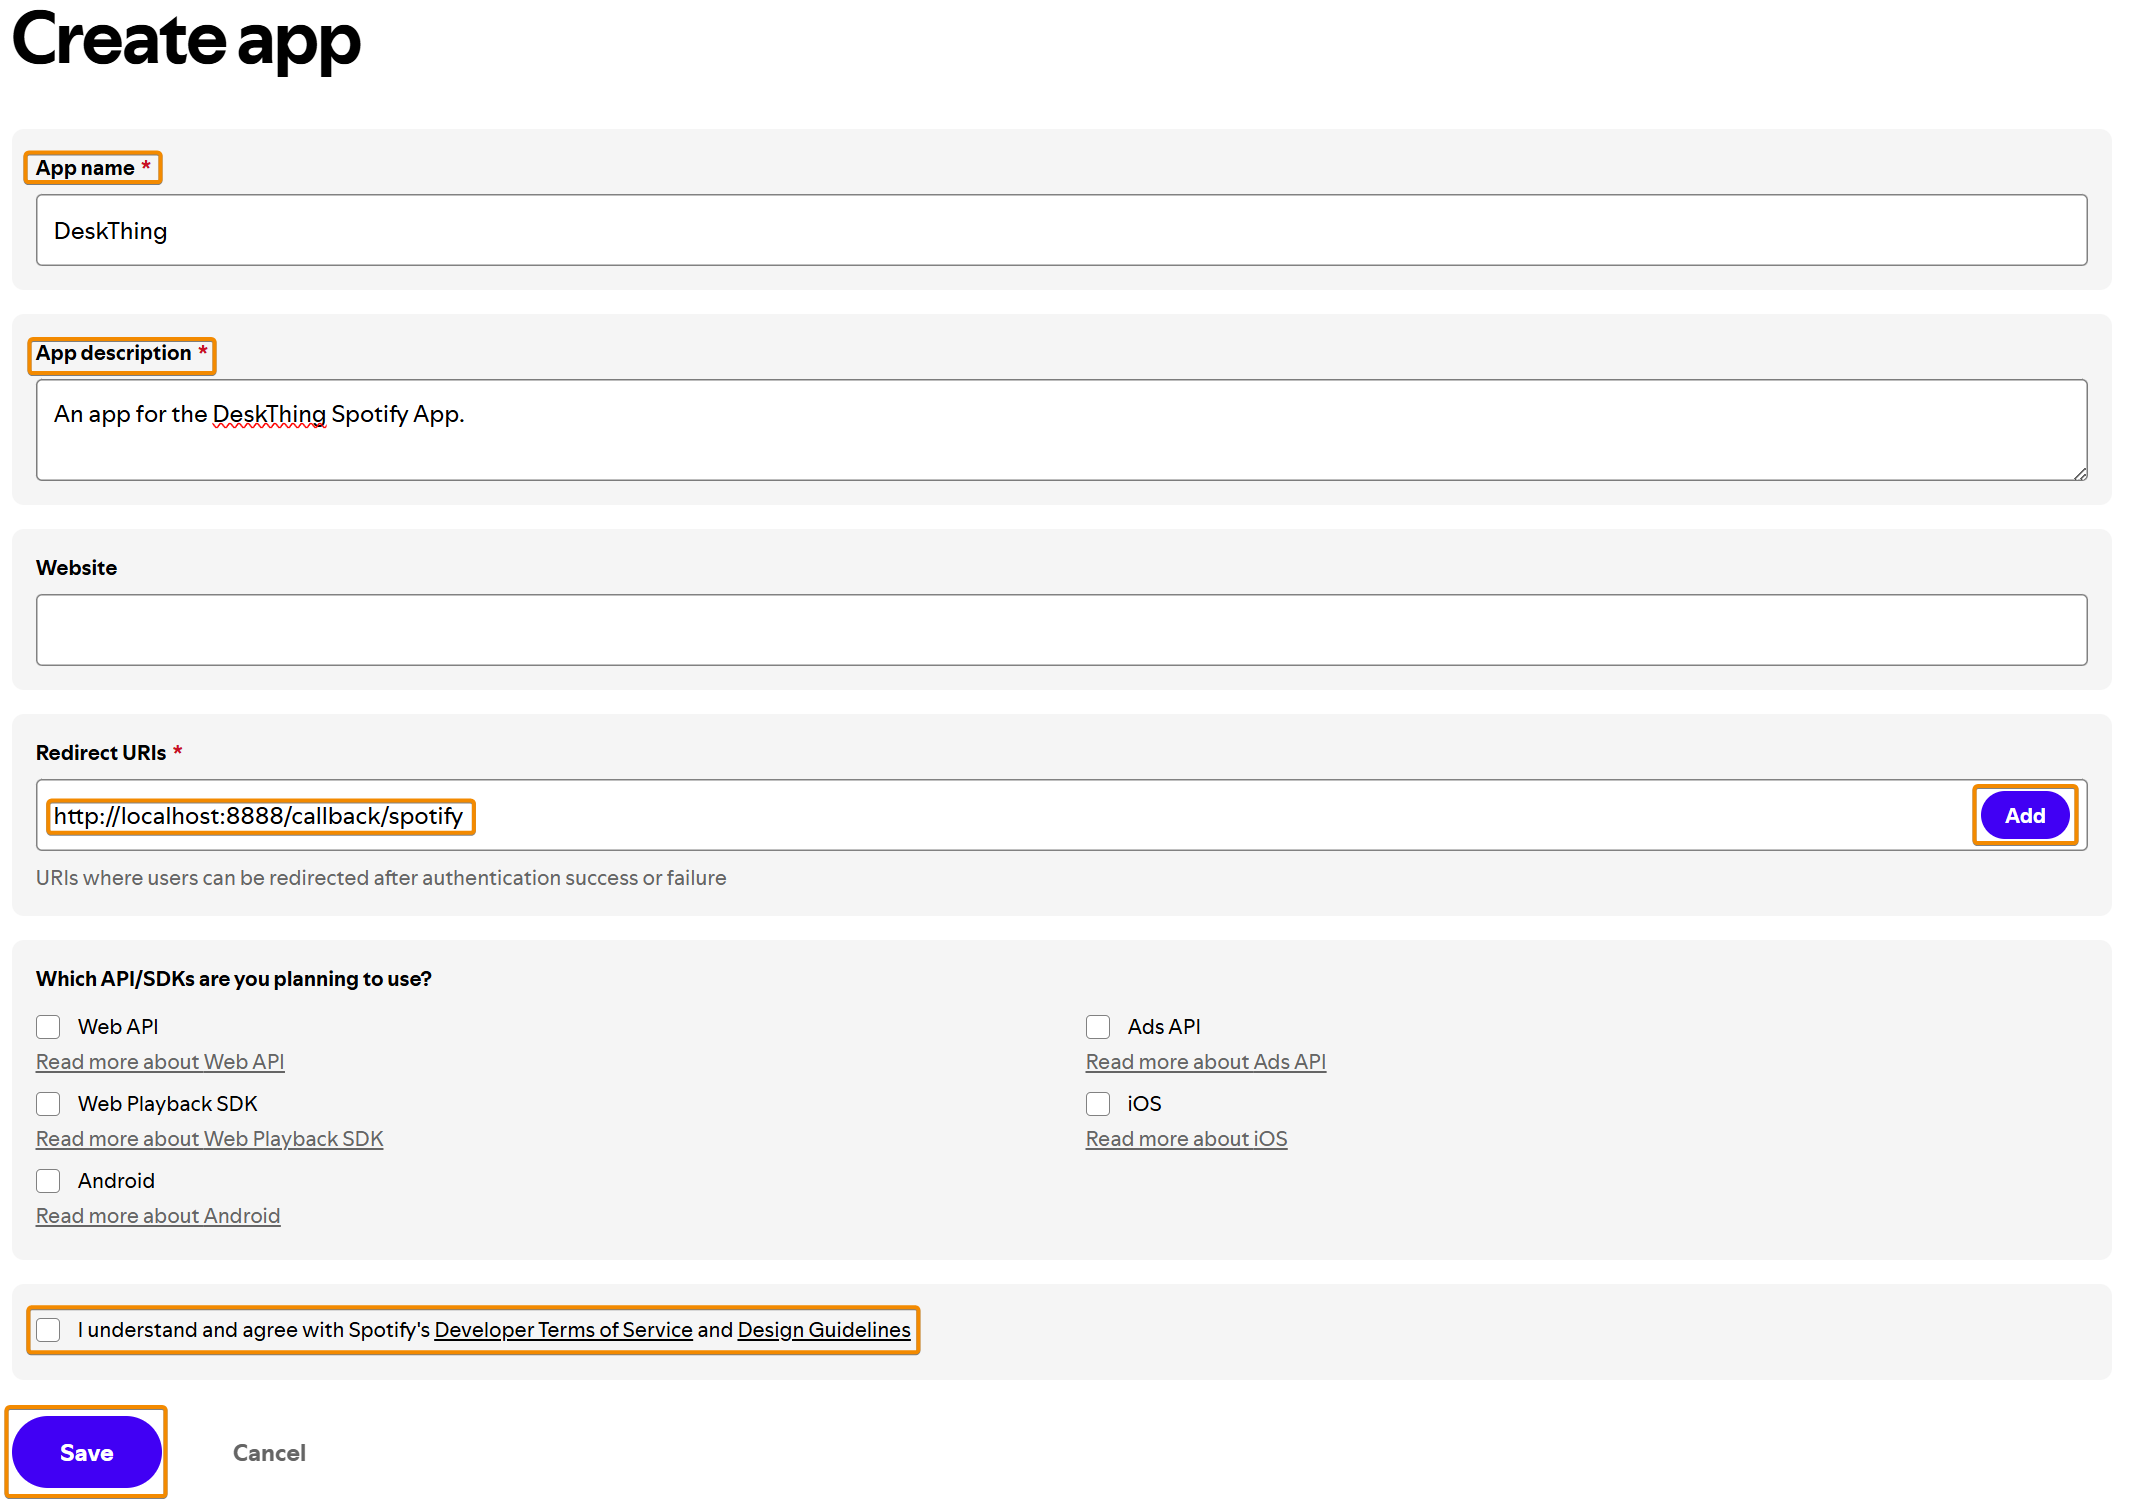 Create app
App name *
DeskThing
App description *
An app for the DeskThing Spotify App.
Website
Redirect URIs *
http://localhost:8888/callback/spotify
Add
URIs where users can be redirected after authentication success or failure
Which API/SDKs are you planning to use?
Web API
Read more about Web API
Web Playback SDK
Read more about Web Playback SDK
Android
Read more about Android
Ads API
Read more about Ads API
iOS
Read more about iOS
I understand and agree with Spotify's Developer Terms of Service and Design Guidelines
Save
Cancel